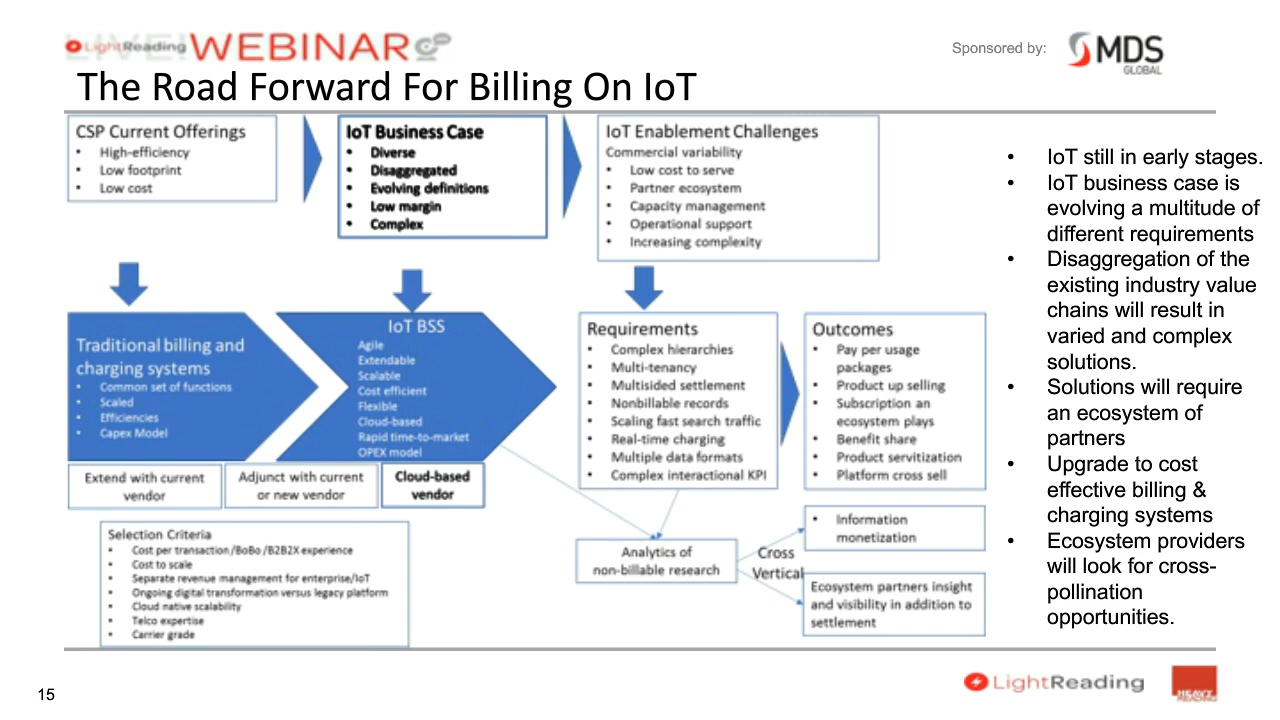 LightReading WEBINAR
Sponsored by:
MDS
GLOBAL
The Road Forward For Billing On IoT
CSP Current Offerings
• High-efficiency
• Low footprint
• Low cost
IoT Business Case
• Diverse
• Disaggregated
• Evolving definitions
• Low margin
• Complex
IoT Enablement Challenges
Commercial variability
• Low cost to serve
• Partner ecosystem
• Capacity management
• Operational support
• Increasing complexity
Traditional billing and
charging systems
• Common set of functions
• Scaled
• Efficiencies
• Capex Model
IoT BSS
Agile
Extendable
Scalable
Cost efficient
Flexible
Cloud-based
Rapid time-to-market
OPEX model
Requirements
• Complex hierarchies
• Multi-tenancy
• Multisided settlement
• Nonbillable records
• Scaling fast search traffic
• Real-time charging
• Multiple data formats
• Complex interactional KPI
Outcomes
• Pay per usage
packages
• Product up selling
• Subscription an
ecosystem plays
• Benefit share
• Product servitization
• Platform cross sell
Extend with current
vendor
Adjunct with current
or new vendor
Cloud-based
vendor
Selection Criteria
• Cost per transaction /BoBo /B2B2X experience
• Cost to scale
• Separate revenue management for enterprise/IoT
• Ongoing digital transformation versus legacy platform
• Cloud native scalability
• Telco expertise
• Carrier grade
Analytics of
non-billable research
Cross
Vertical
• Information
monetization
Ecosystem partners insight
and visibility in addition to
settlement
• IoT still in early stages.
• IoT business case is
evolving a multitude of
different requirements
• Disaggregation of the
existing industry value
chains will result in
varied and complex
solutions.
• Solutions will require
an ecosystem of
partners
• Upgrade to cost
effective billing &
charging systems
• Ecosystem providers
will look for cross-
pollination
opportunities.
15
LightReading
HEAVY
READING